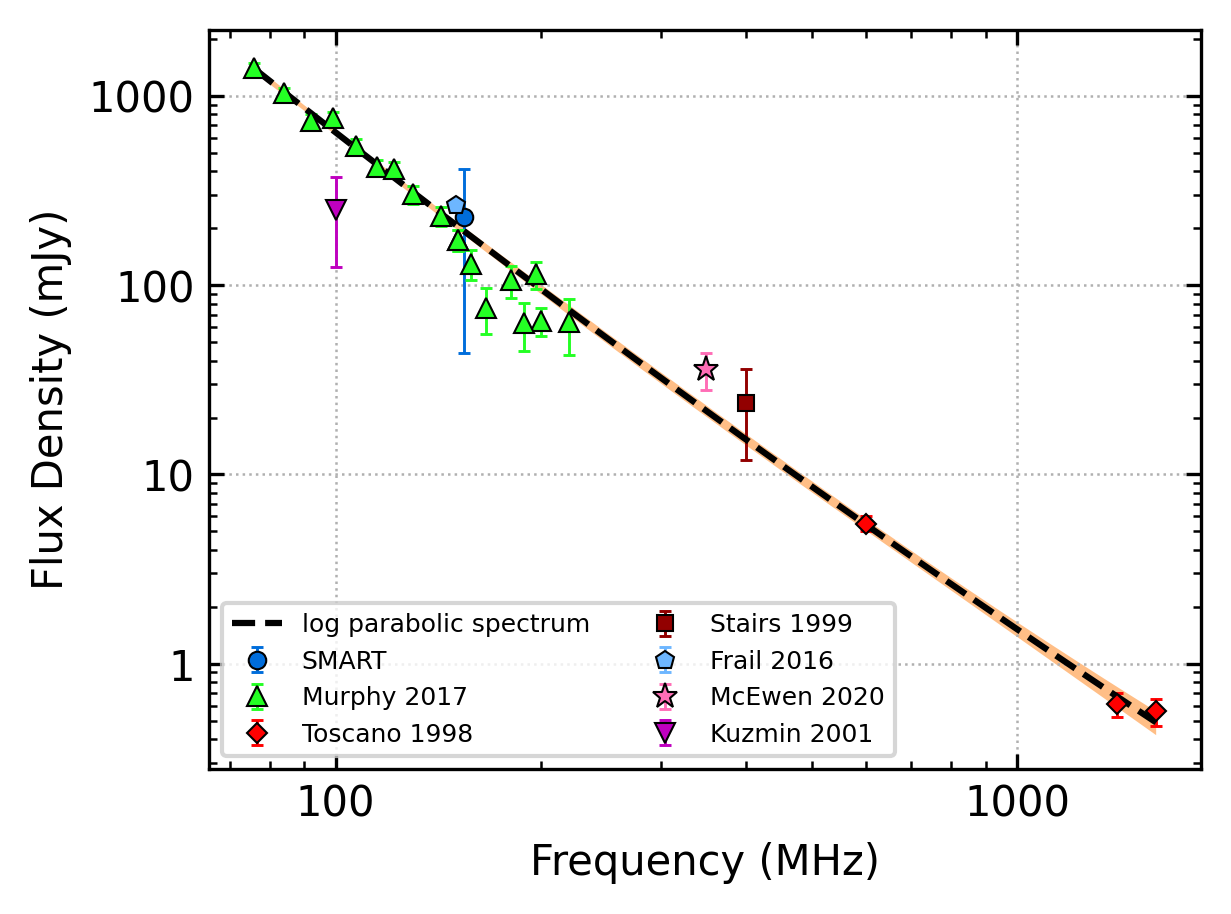 1000
100
10
1
Flux Density (mJy)
log parabolic spectrum
SMART
Murphy 2017
Toscano 1998
Stairs 1999
Frail 2016
McEwen 2020
Kuzmin 2001
100
1000
Frequency (MHz)